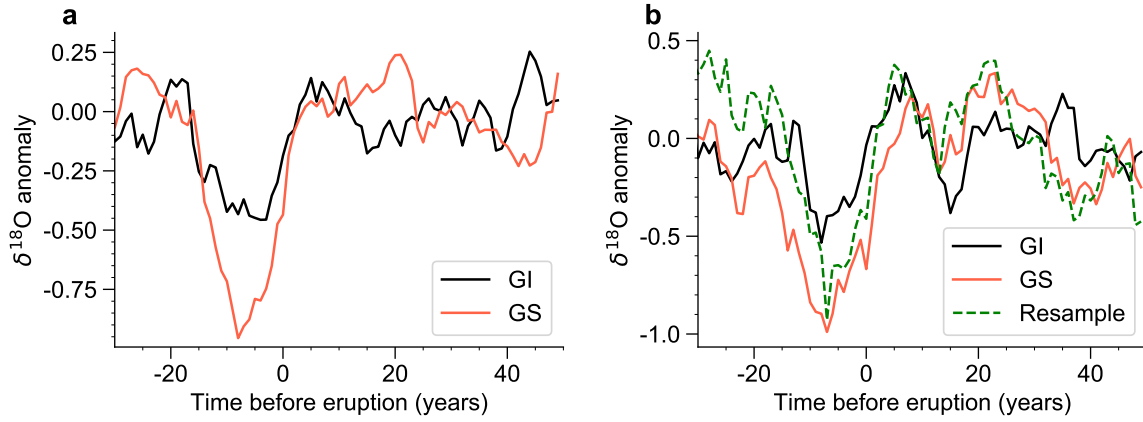 a
0.25
0.00
-0.25
-0.50
-0.75
δ18O anomaly
-20
0
20
40
Time before eruption (years)
GI
GS
b
0.5
0.0
-0.5
-1.0
δ18O anomaly
-20
0
20
40
Time before eruption (years)
GI
GS
Resample